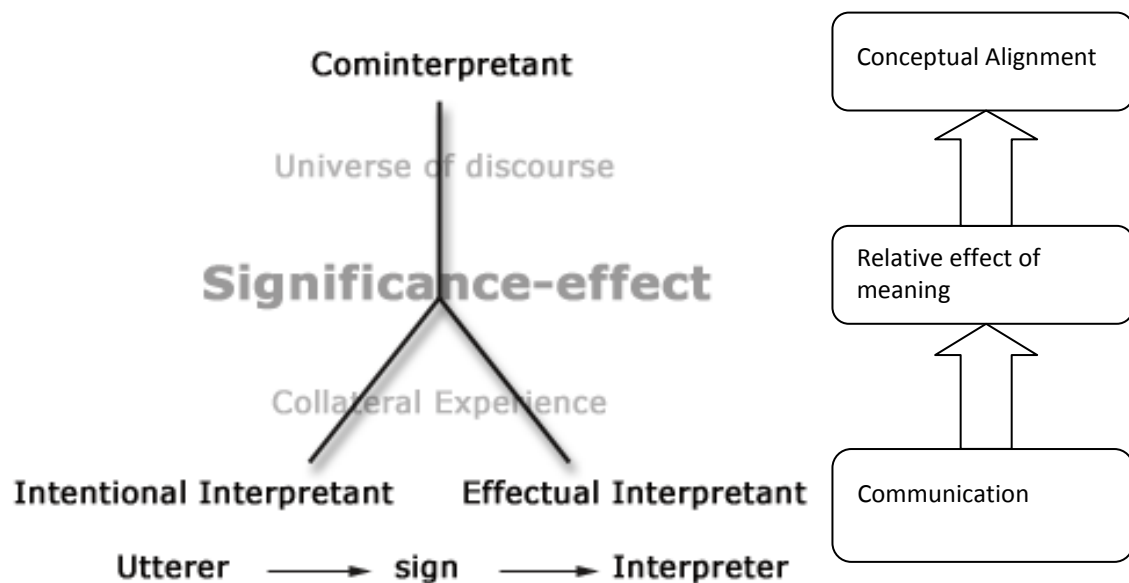 Cominterpretant
Universe of discourse
Significance-effect
Collateral Experience
Intentional Interpretant
Effectual Interpretant
Utterer
sign
Interpreter
Conceptual Alignment
Relative effect of
meaning
Communication